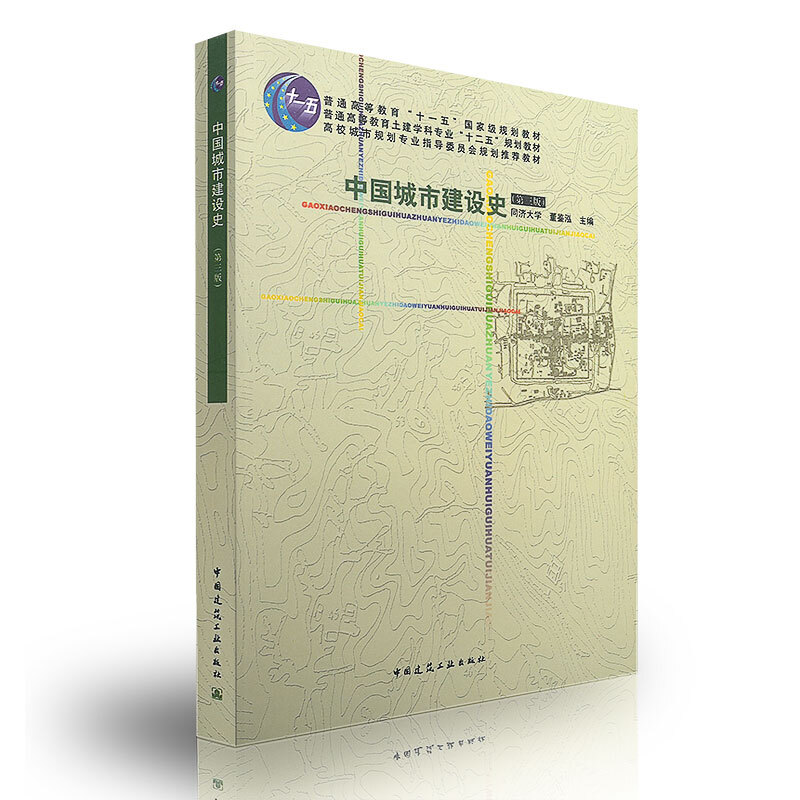 中国城市建设史
(第三版)
中国建筑工业出版社
十一五
普通高等教育“十一五”国家级规划教材
普通高等教育土建学科专业“十二五”规划教材
高校城市规划专业指导委员会规划推荐教材
中国城市建设史(第三版)
同济大学 董鉴泓 主编
GAOXIAOCHENGSHIGUIHUAZHUANYEZHIDAOWEIYUANHUIGUIHUATUIJIANJIAOCAI
GAOXIAOCHENGSHIGUIHUAZHUANYEZHIDAOWEIYUANHUIGUIHUATUIJIANJIAOCAI
中国建筑工业出版社